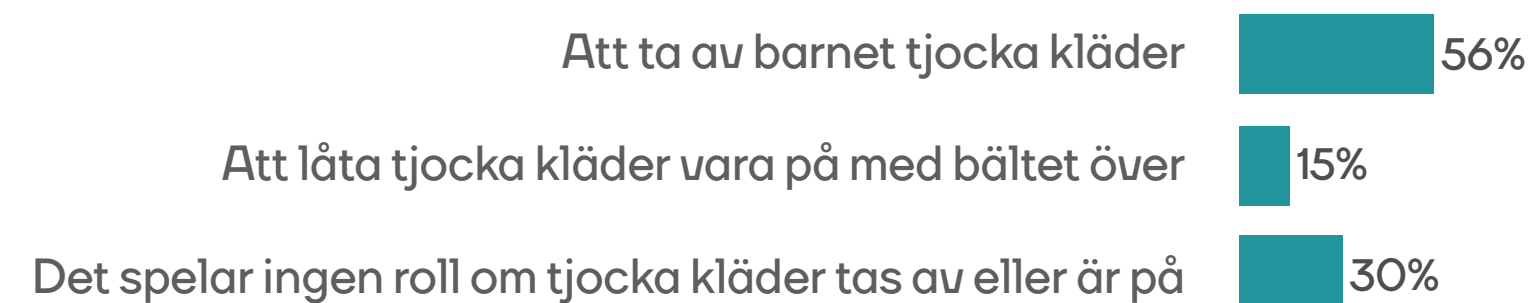 Att ta av barnet tjocka kläder 56%
Att låta tjocka kläder vara på med bältet över 15%
Det spelar ingen roll om tjocka kläder tas av eller är på 30%